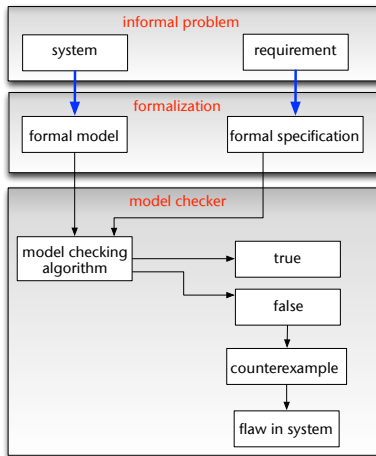 informal problem
system
requirement
formalization
formal model
formal specification
model checker
model checking
algorithm
true
false
counterexample
flaw in system